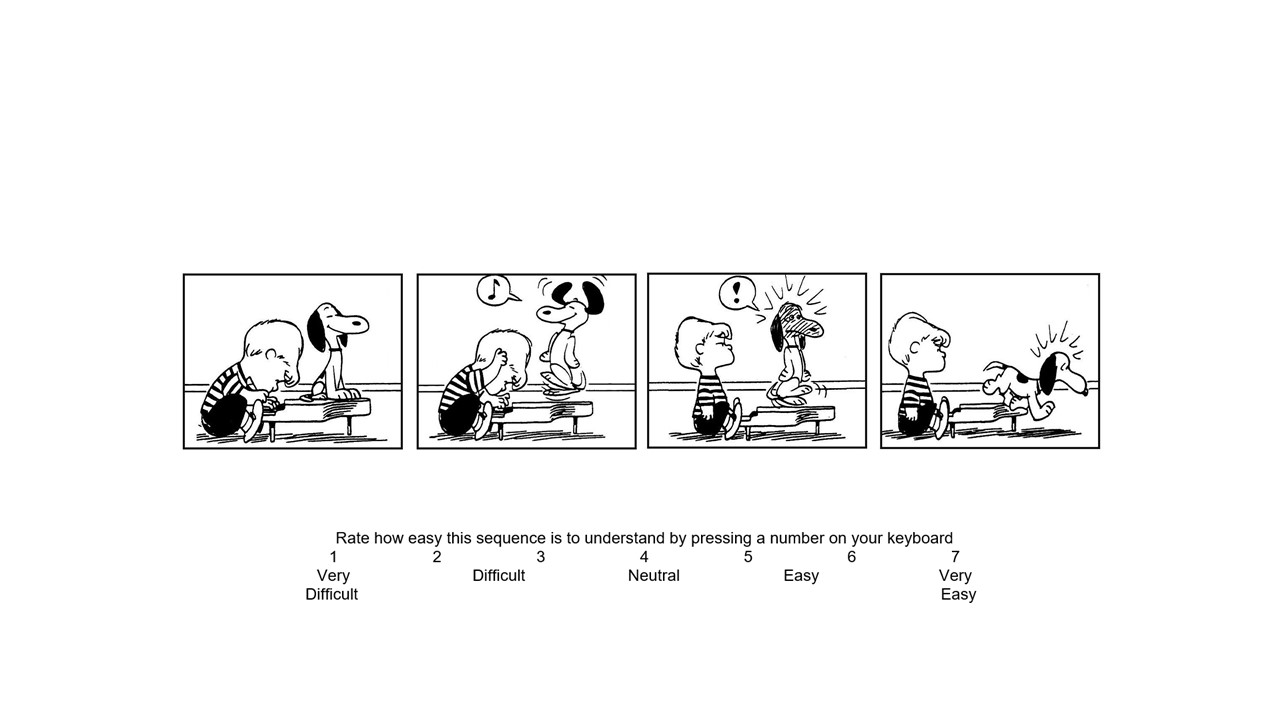 ♪
!
Rate how easy this sequence is to understand by pressing a number on your keyboard
1 2 3 4 5 6 7
Very Difficult Neutral Easy Very
Difficult Easy